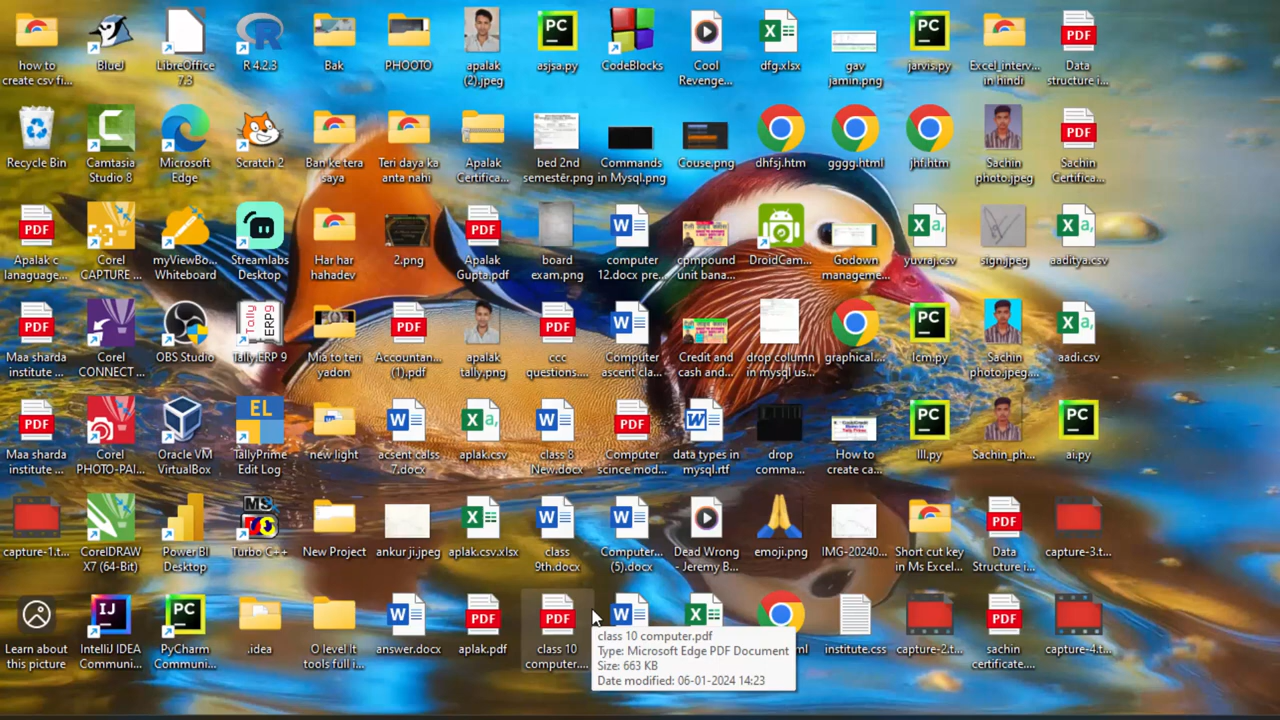 how to
create csv fi...
BlueJ
LibreOffice
7.3
R 4.2.3
Bak
PHOOTO
apalak
(2).jpeg
asjsa.py
CodeBlocks
Cool
Revenge...
dfg.xlsx
gav
jamin.png
jarvis.py
Excel_interv...
in hindi
Data
structure i...
Recycle Bin
Camtasia
Studio 8
Microsoft
Edge
Scratch 2
Ban ke tera
saya
Teri daya ka
anta nahi
Apalak
Certifica...
bed 2nd
semester.png
Commands
in Mysql.png
Couse.png
dhfsj.htm
gggg.html
jhf.htm
Sachin
photo.jpeg
Sachin
Certifica...
Apalak c
lanaguage...
Corel
CAPTURE ...
myViewBo...
Whiteboard
Streamlabs
Desktop
Har har
hahadev
2.png
Apalak
Gupta.pdf
board
exam.png
computer
12.docx pre...
compound
unit bana...
DroidCam...
Godown
manageme...
yuvraj.csv
sign.jpeg
aaditya.csv
Maa sharda
institute ...
Corel
CONNECT ...
OBS Studio
Tally.ERP 9
Mia to teri
yadon
Accountan...
(1).pdf
apalak
tally.png
ccc
questions....
Computer
ascent cla...
Credit and
cash and...
drop column
in mysql us...
graphical....
lcm.py
Sachin
photo.jpeg...
aadi.csv
Maa sharda
institute ...
Corel
PHOTO-PAI...
Oracle VM
VirtualBox
TallyPrime
Edit Log
new light
acsent calss
7.docx
aplak.csv
class 8
New.docx
Computer
scince mod...
data types in
mysql.rtf
drop
comma...
How to
create ca...
lll.py
Sachin_ph...
ai.py
capture-1.t...
CorelDRAW
X7 (64-Bit)
Power BI
Desktop
Turbo C++
New Project
ankur ji.jpeg
aplak.csv.xlsx
class
9th.docx
Computer...
(5).docx
Dead Wrong
- Jeremy B...
emoji.png
IMG-20240...
Short cut key
in Ms Excel...
Data
Structure i...
capture-3.t...
Learn about
this picture
IntelliJ IDEA
Communi...
PyCharm
Communi...
.idea
O level It
tools full i...
answer.docx
aplak.pdf
class 10
computer....
ml
institute.css
capture-2.t...
sachin
certificate....
capture-4.t...
class 10 computer.pdf
Type: Microsoft Edge PDF Document
Size: 663 KB
Date modified: 06-01-2024 14:23